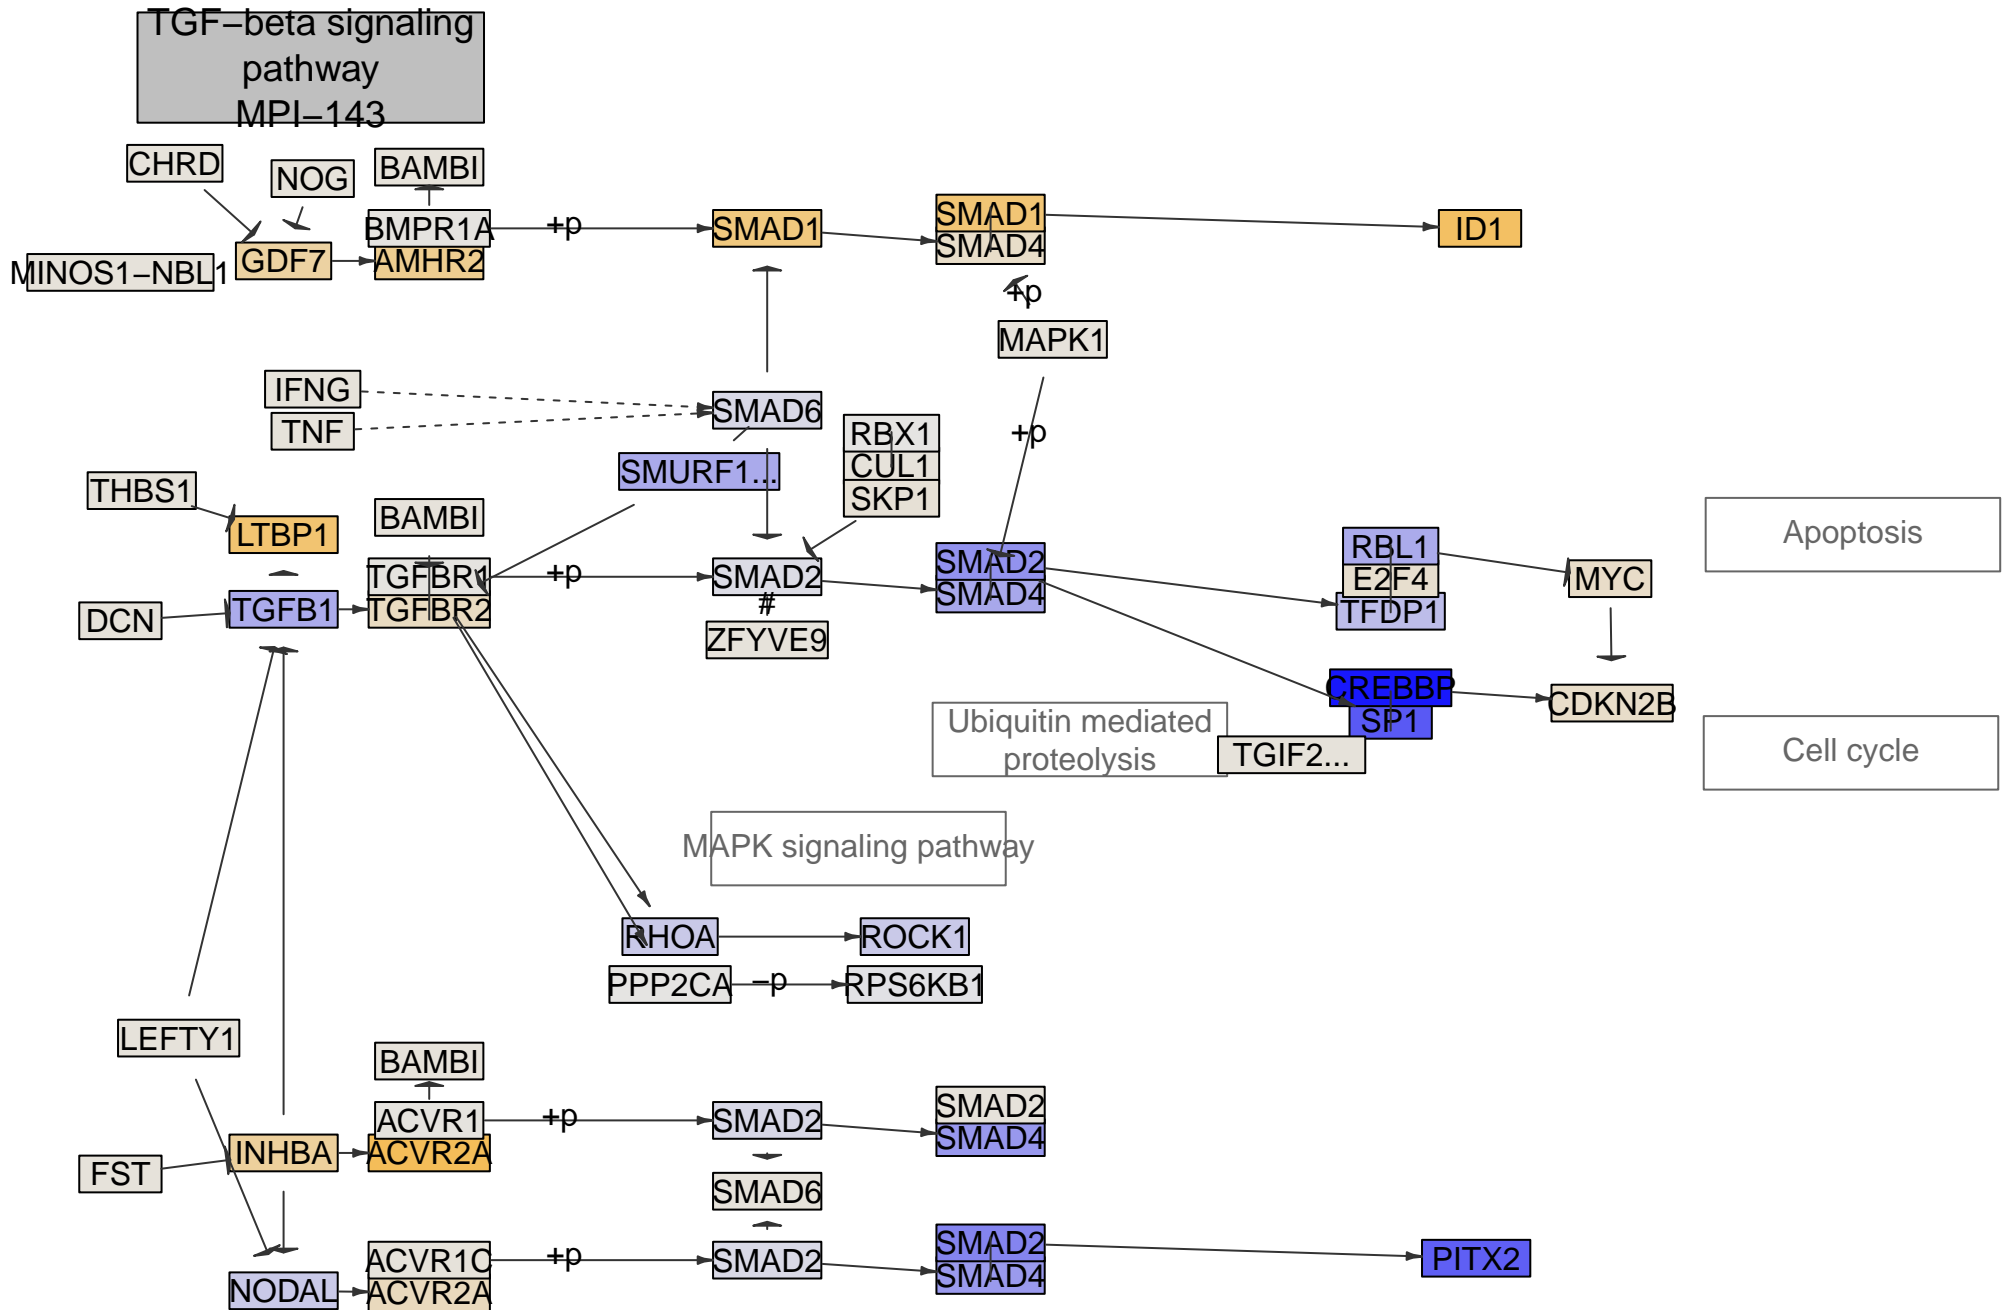 TGF−beta signaling
pathway
MPI−143
CHRD
NOG
BAMBI
BMPR1A
+p
SMAD1
SMAD1
ID1
MINOS1−NBL1
GDF7
AMHR2
SMAD4
+p
MAPK1
IFNG
SMAD6
TNF
RBX1
+p
SMURF1...
CUL1
THBS1
SKP1
BAMBI
LTBP1
Apoptosis
TGFBR1
+p
SMAD2
SMAD2
RBL1
E2F4
MYC
DCN
TGFB1
TGFBR2
#
SMAD4
TFDP1
ZFYVE9
CREBBP
CDKN2B
Ubiquitin mediated
proteolysis
SP1
TGIF2...
Cell cycle
MAPK signaling pathway
RHOA
ROCK1
PPP2CA
−p
RPS6KB1
LEFTY1
BAMBI
ACVR1
+p
SMAD2
SMAD2
INHBA
ACVR2A
SMAD4
FST
SMAD6
ACVR1C
+p
SMAD2
SMAD2
PITX2
NODAL
ACVR2A
SMAD4